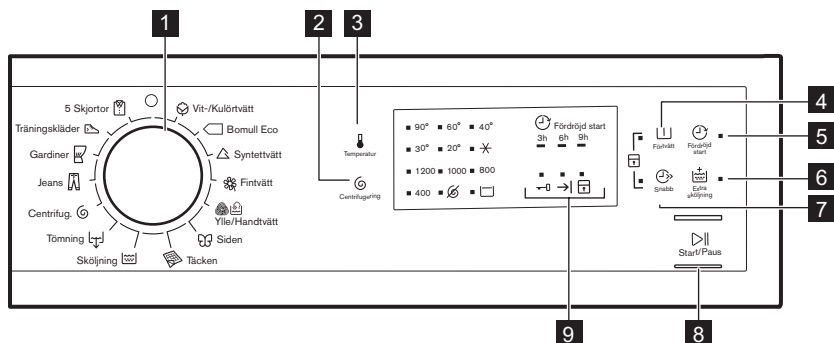 1
2
3
5 Skjortor
Vit-/Kulörtvätt
Träningskläder
Bomull Eco
Gardiner
Syntettvätt
Jeans
Fintvätt
Centrifug.
Ylle/Handtvätt
Tömning
Siden
Sköljning
Täcken
Temperatur
Centrifugering
90° 60° 40°
30° 20°
1200 1000 800
400
Fördröjd start
3h 6h 9h
Förtvätt
Fördröjd
start
Snabb
Extra
sköljning
Start/Paus
4
5
6
7
8
9